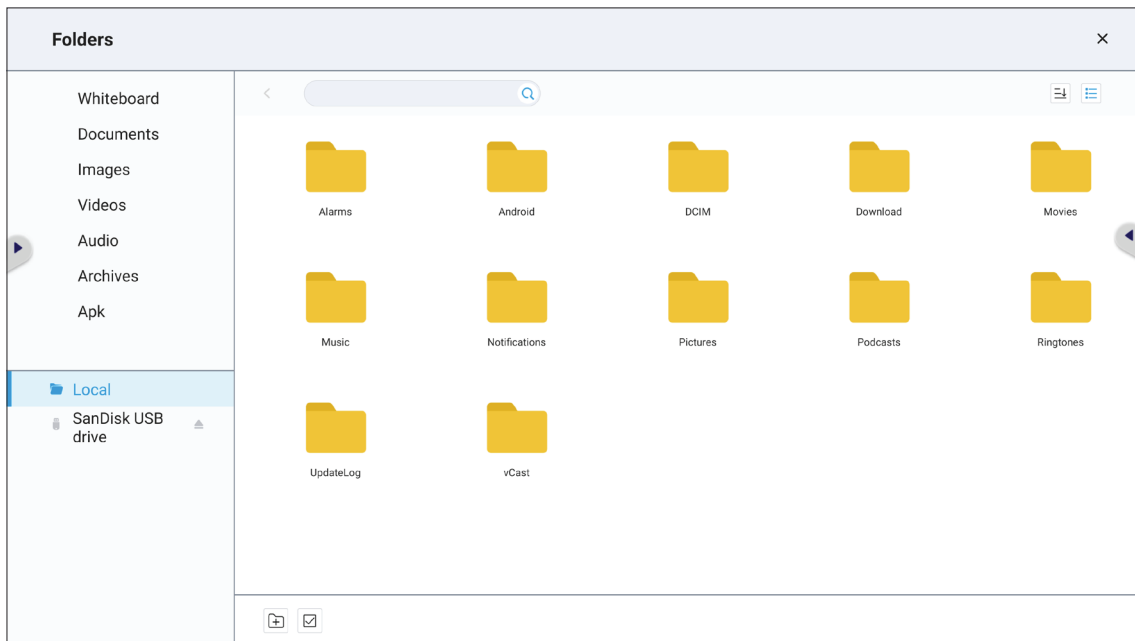 Folders
Whiteboard
Documents
Images
Videos
Audio
Archives
Apk
Local
SanDisk USB
drive
Alarms
Android
DCIM
Download
Movies
Music
Notifications
Pictures
Podcasts
Ringtones
UpdateLog
vCast